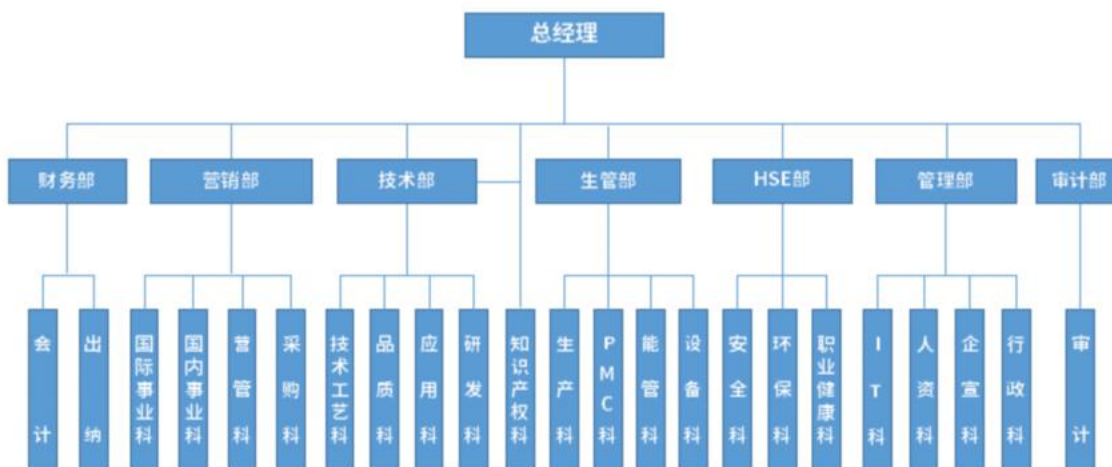 总经理
财务部
营销部
技术部
生管部
HSE部
管理部
审计部
会计
出纳
国际事业科
国内事业科
营管科
采购科
技术工艺科
品质科
应用科
研发科
知识产权科
生产科
PMC科
能管科
设备科
安全科
环保科
职业健康科
IT科
人资科
企宣科
行政科
审计